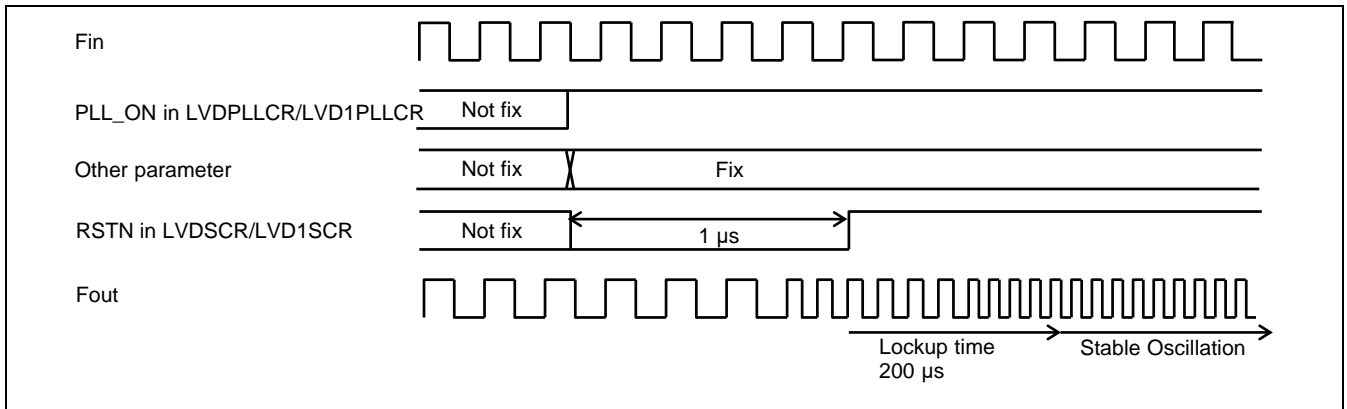 Fin
PLL_ON in LVDPLLCR/LVD1PLLCR Not fix
Other parameter Not fix Fix
RSTN in LVDSCR/LVD1SCR Not fix 1 µs
Fout
Lockup time Stable Oscillation
200 µs